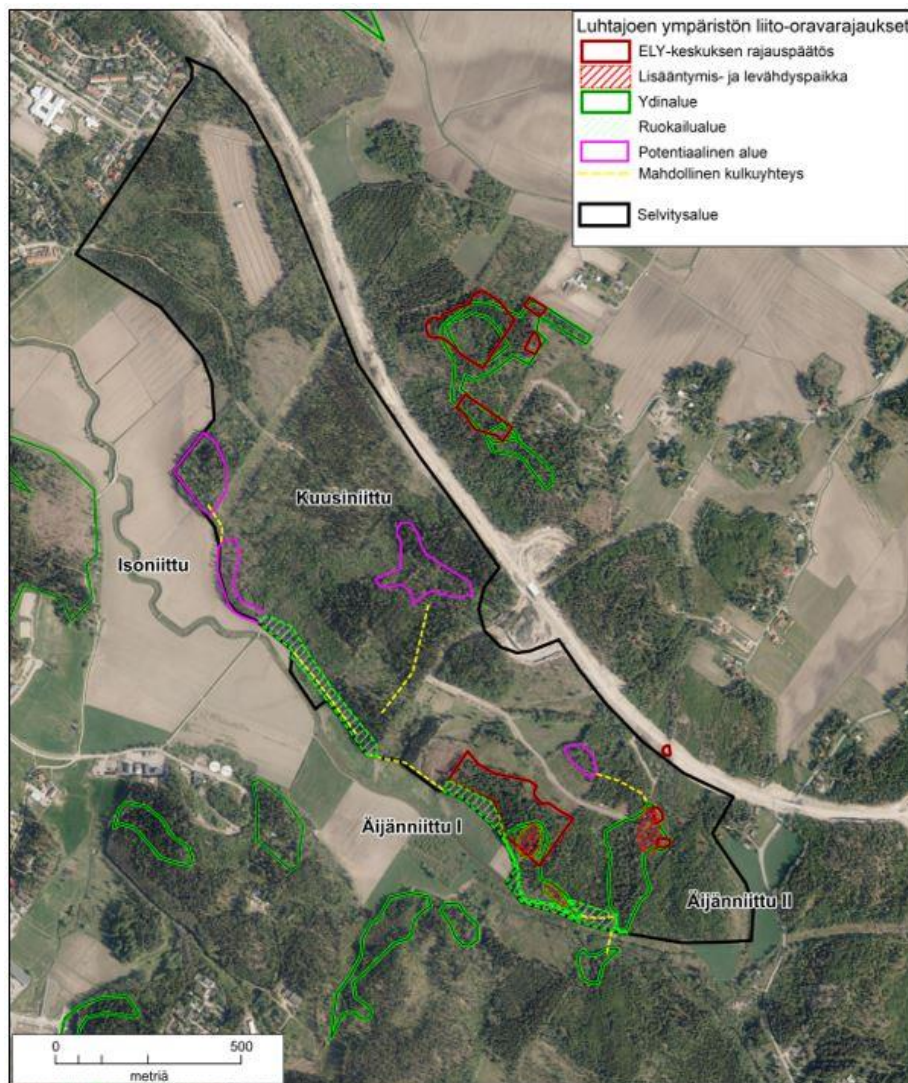 Luhtajoen ympäristön liito-oravarajaukset
ELY-keskuksen rajauspäätös
Lisääntymis- ja levähdyspaikka
Ydinalue
Ruokailualue
Potentiaalinen alue
Mahdollinen kulkuyhteys
Selvitysalue
Kuusiniittu
Isoniittu
Äijänniittu I
Äijänniittu II
0 500
metriä